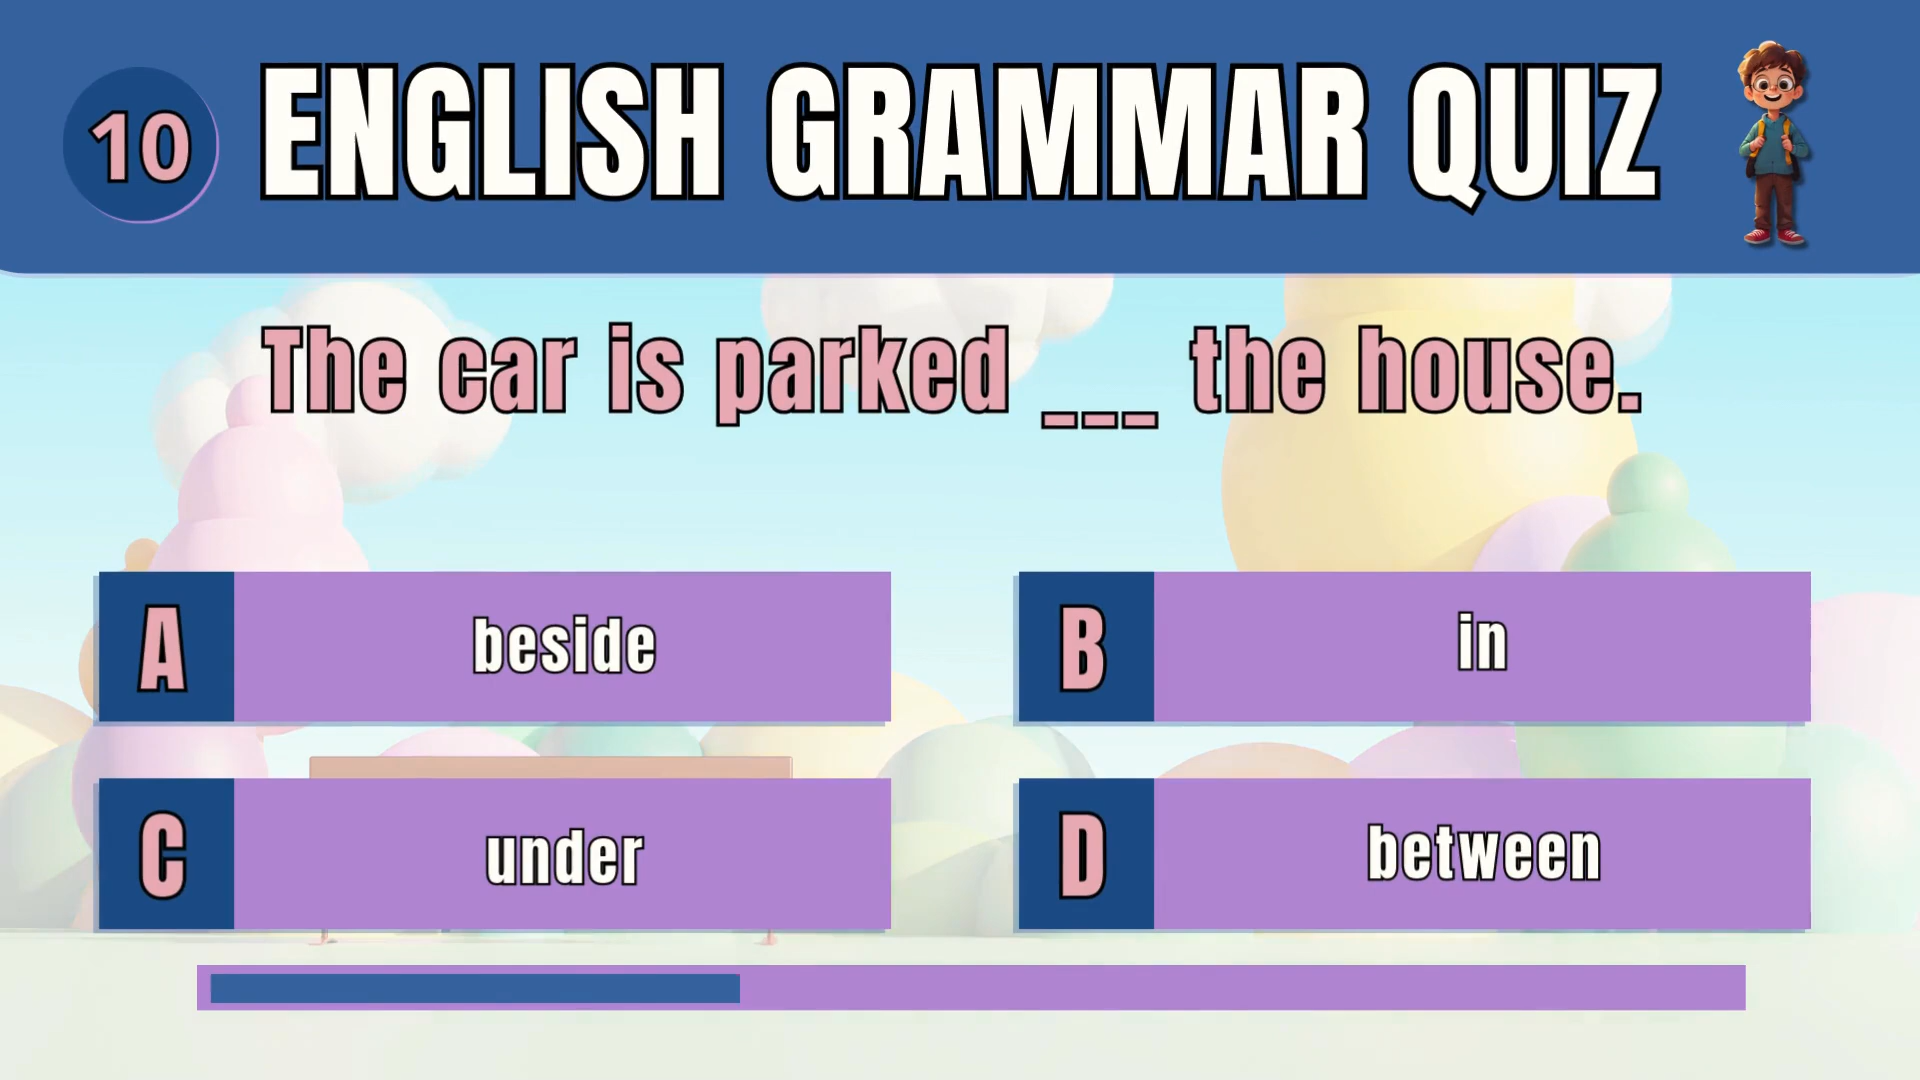 10
ENGLISH GRAMMAR QUIZ
The car is parked ___ the house.
A
beside
B
in
C
under
D
between